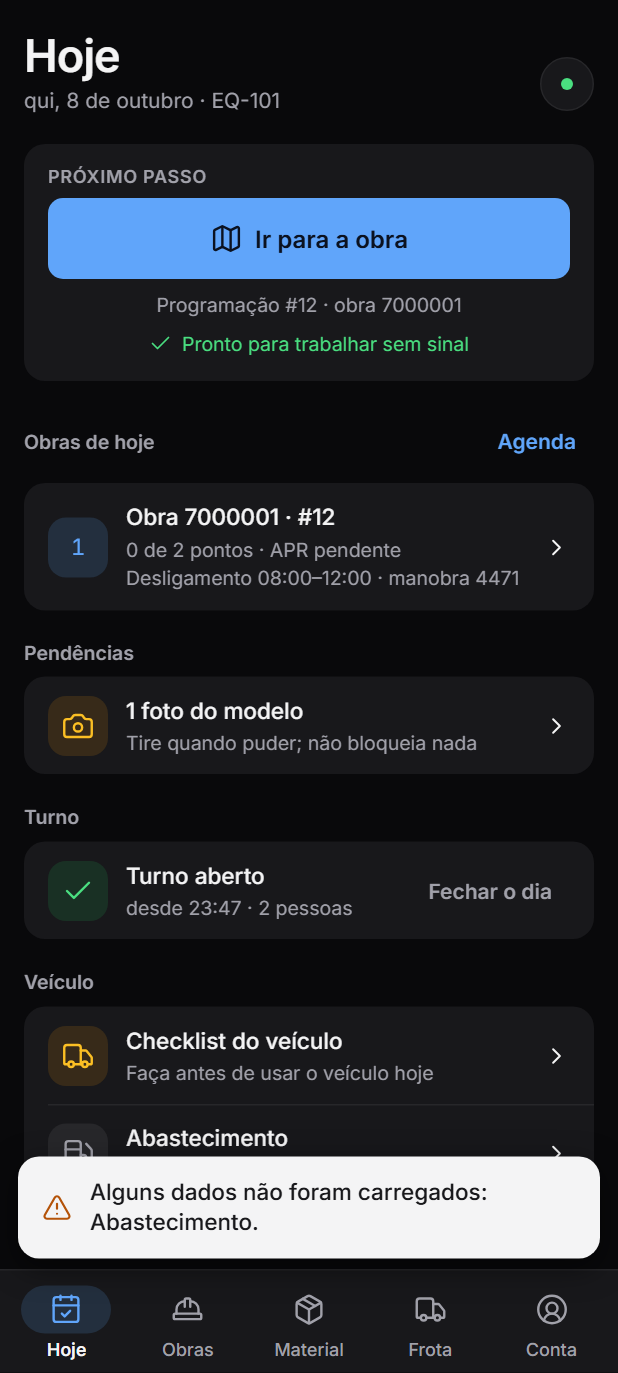 Hoje
qui, 8 de outubro · EQ-101
PRÓXIMO PASSO
Ir para a obra
Programação #12 · obra 7000001
Pronto para trabalhar sem sinal
Obras de hoje
Agenda
1
Obra 7000001 · #12
0 de 2 pontos · APR pendente
Desligamento 08:00–12:00 · manobra 4471
Pendências
1 foto do modelo
Tire quando puder; não bloqueia nada
Turno
Turno aberto
desde 23:47 · 2 pessoas
Fechar o dia
Veículo
Checklist do veículo
Faça antes de usar o veículo hoje
Abastecimento
Alguns dados não foram carregados:
Abastecimento.
Hoje
Obras
Material
Frota
Conta